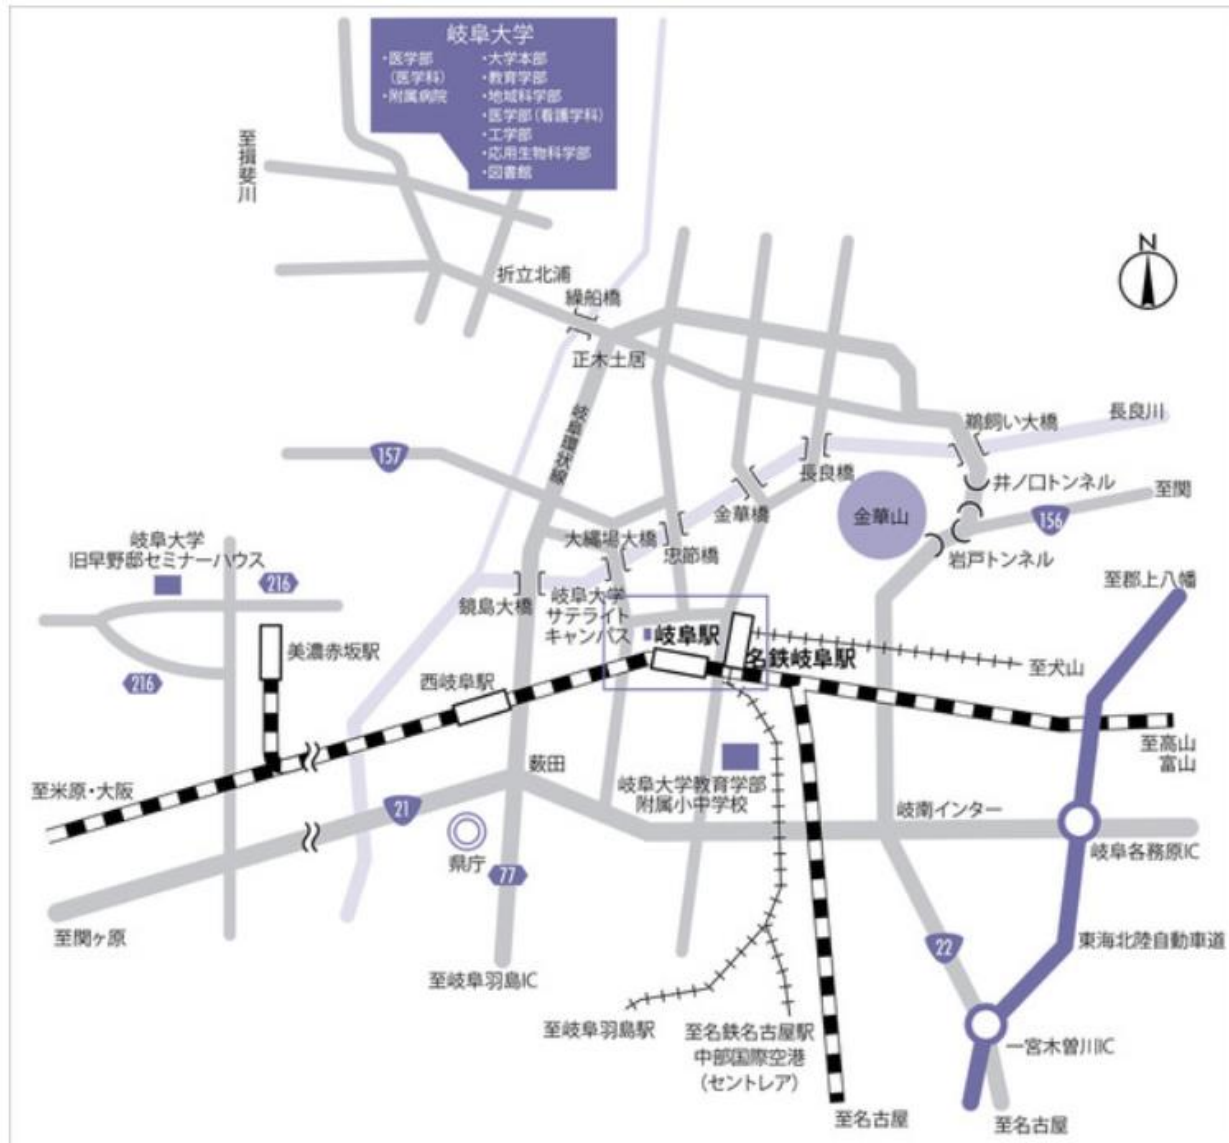 岐阜大学
・医学部
(医学科)
・附属病院
・大学本部
・教育学部
・地域科学部
・医学部(看護学科)
・工学部
・応用生物科学部
・図書館
至揖斐川
N
折立北浦
繰船橋
正木土居
岐阜環状線
長良川
鵜飼い大橋
157
長良橋
井ノ口トンネル
至関
金華橋
金華山
156
大縄場大橋
忠節橋
岩戸トンネル
岐阜大学
旧早野邸セミナーハウス
216
鏡島大橋
岐阜大学
サテライト
キャンパス
至郡上八幡
岐阜駅
名鉄岐阜駅
美濃赤坂駅
至犬山
216
西岐阜駅
至高山
富山
薮田
岐阜大学教育学部
附属小中学校
至米原・大阪
21
岐南インター
県庁
77
岐阜各務原IC
至関ヶ原
22
東海北陸自動車道
至岐阜羽島IC
至岐阜羽島駅
至名鉄名古屋駅
中部国際空港
(セントレア)
一宮木曽川IC
至名古屋
至名古屋